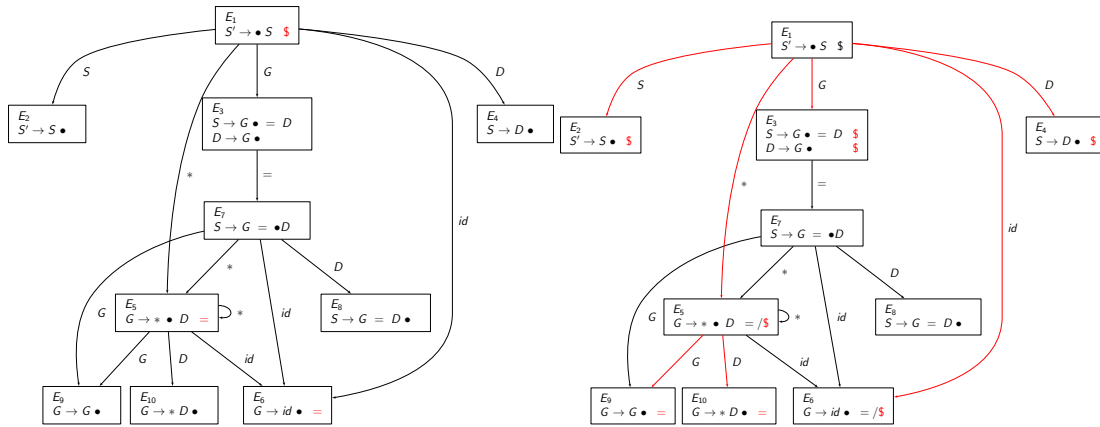 E1
S′ → • S $
S
G
D
E2
S′ → S •
E3
S → G • = D
D → G •
E4
S → D •
*
=
id
E7
S → G = •D
G
*
id
D
E5
G → * • D =
*
E8
S → G = D •
G
D
id
E9
G → G •
E10
G → * D •
E6
G → id • =
E1
S′ → • S $
S
G
D
E2
S′ → S • $
E3
S → G • = D $
D → G • $
E4
S → D • $
*
=
id
E7
S → G = •D
G
*
id
D
E5
G → * • D = /$
*
E8
S → G = D •
G
D
id
E9
G → G • =
E10
G → * D • =
E6
G → id • = /$